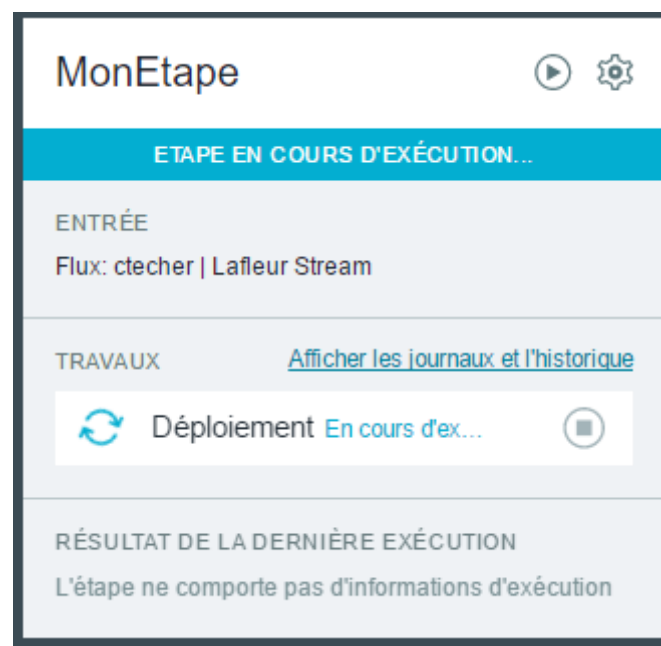 MonEtape
ETAPE EN COURS D'EXÉCUTION...
ENTRÉE
Flux: ctecher | Lafleur Stream
TRAVAUX Afficher les journaux et l'historique
Déploiement En cours d'ex...
RÉSULTAT DE LA DERNIÈRE EXÉCUTION
L'étape ne comporte pas d'informations d'exécution